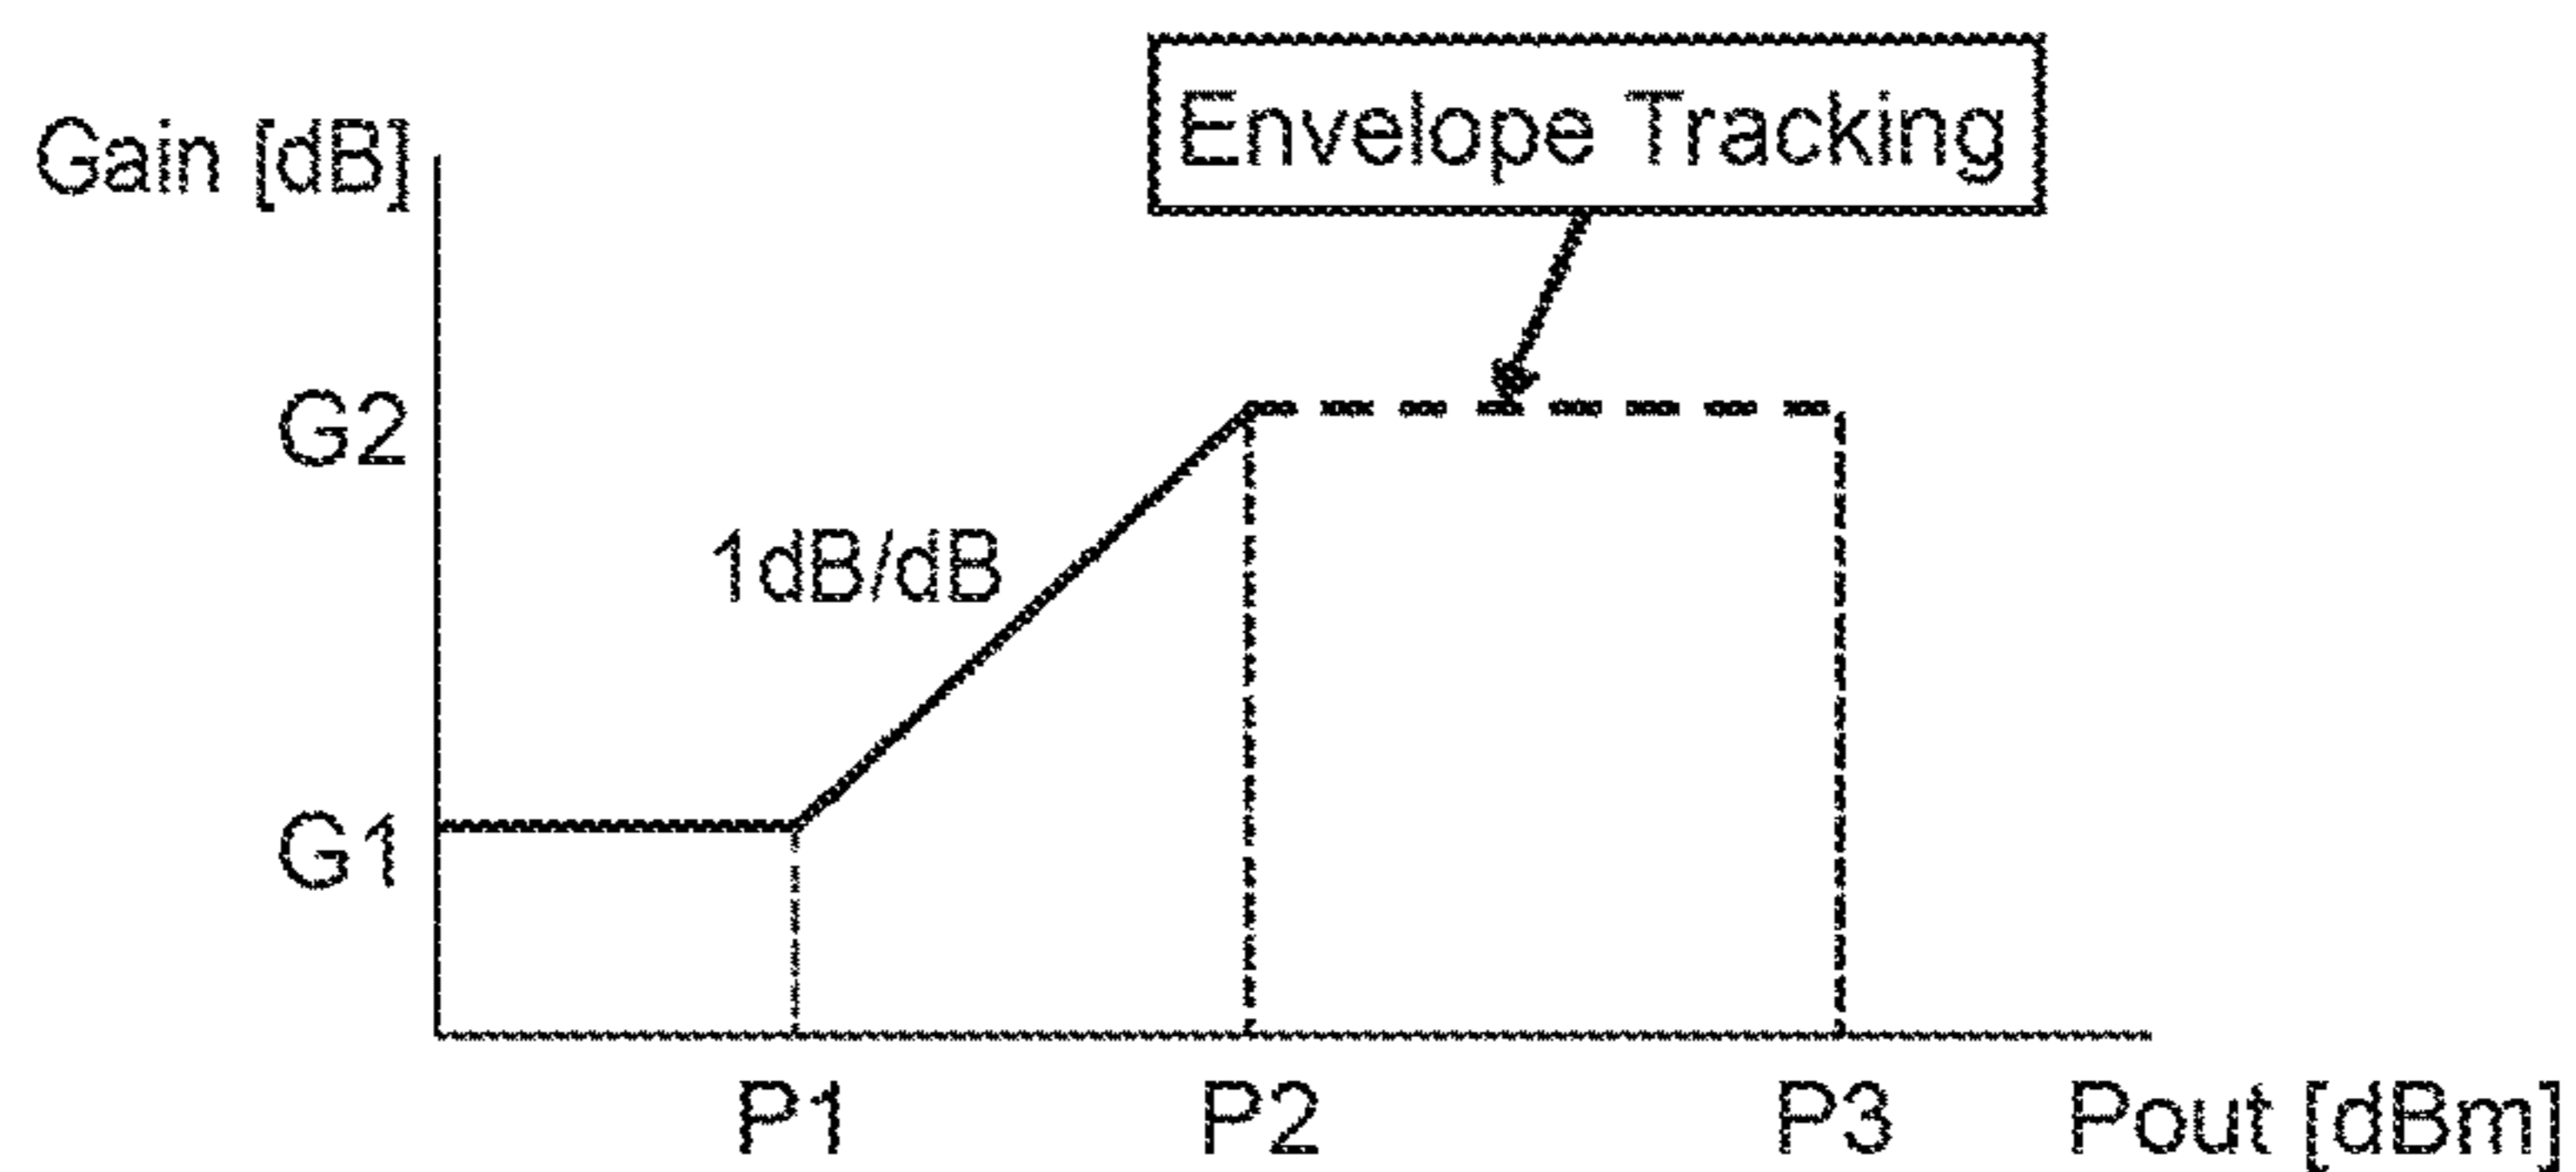 Envelope Tracking
Gain [dB]
G2
1dB/dB
G1
P1 P2 P3 Pout [dBm]